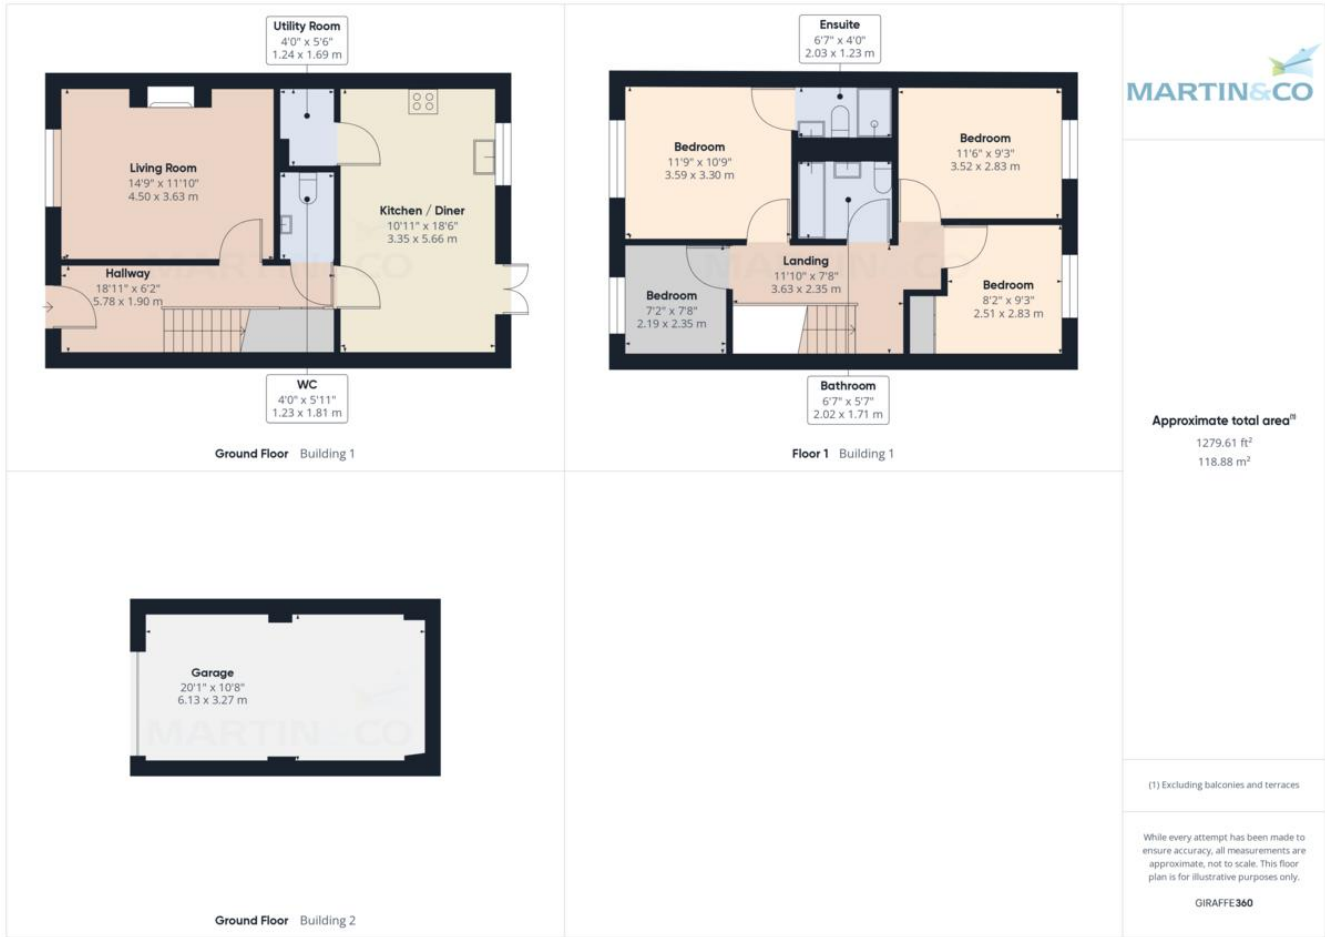 Utility Room
4'0" x 5'6"
1.24 x 1.69 m
Living Room
14'9" x 11'10"
4.50 x 3.63 m
Kitchen / Diner
10'11" x 18'6"
3.35 x 5.66 m
Hallway
18'11" x 6'2"
5.78 x 1.90 m
WC
4'0" x 5'11"
1.23 x 1.81 m
Ground Floor Building 1
Ensuite
6'7" x 4'0"
2.03 x 1.23 m
Bedroom
11'9" x 10'9"
3.59 x 3.30 m
Bedroom
11'6" x 9'3"
3.52 x 2.83 m
Landing
11'10" x 7'8"
3.63 x 2.35 m
Bedroom
7'2" x 7'8"
2.19 x 2.35 m
Bedroom
8'2" x 9'3"
2.51 x 2.83 m
Bathroom
6'7" x 5'7"
2.02 x 1.71 m
Floor 1 Building 1
Garage
20'1" x 10'8"
6.13 x 3.27 m
MARTIN&CO
Ground Floor Building 2
MARTIN&CO
Approximate total area(1)
1279.61 ft²
118.88 m²
(1) Excluding balconies and terraces
While every attempt has been made to
ensure accuracy, all measurements are
approximate, not to scale. This floor
plan is for illustrative purposes only.
GIRAFFE360